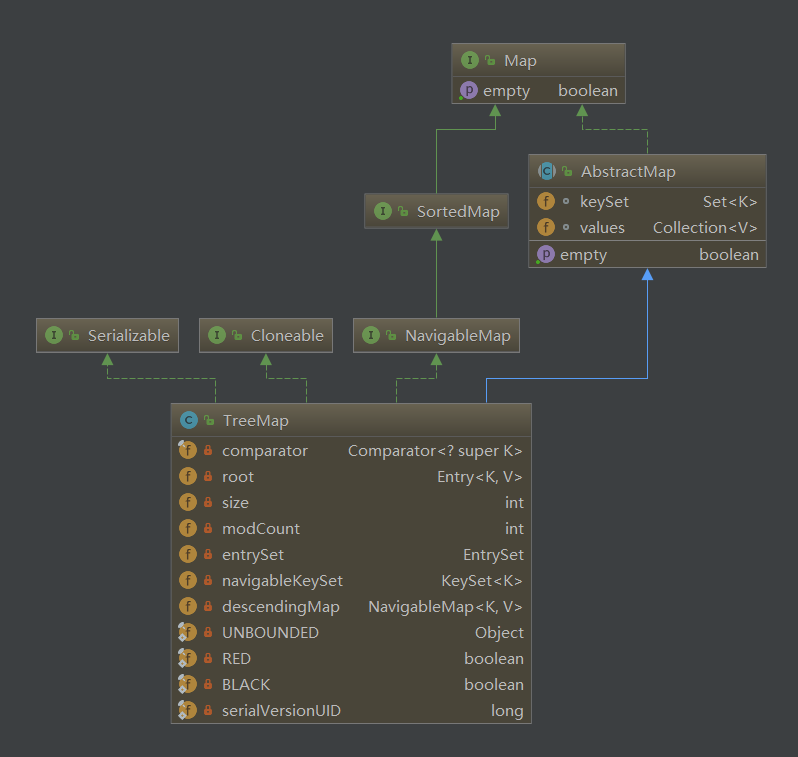 I Map
p empty boolean
C AbstractMap
f keySet Set<K>
f values Collection<V>
p empty boolean
I SortedMap
I Serializable
I Cloneable
I NavigableMap
C TreeMap
f comparator Comparator<? super K>
f root Entry<K, V>
f size int
f modCount int
f entrySet EntrySet
f navigableKeySet KeySet<K>
f descendingMap NavigableMap<K, V>
f UNBOUNDED Object
f RED boolean
f BLACK boolean
f serialVersionUID long